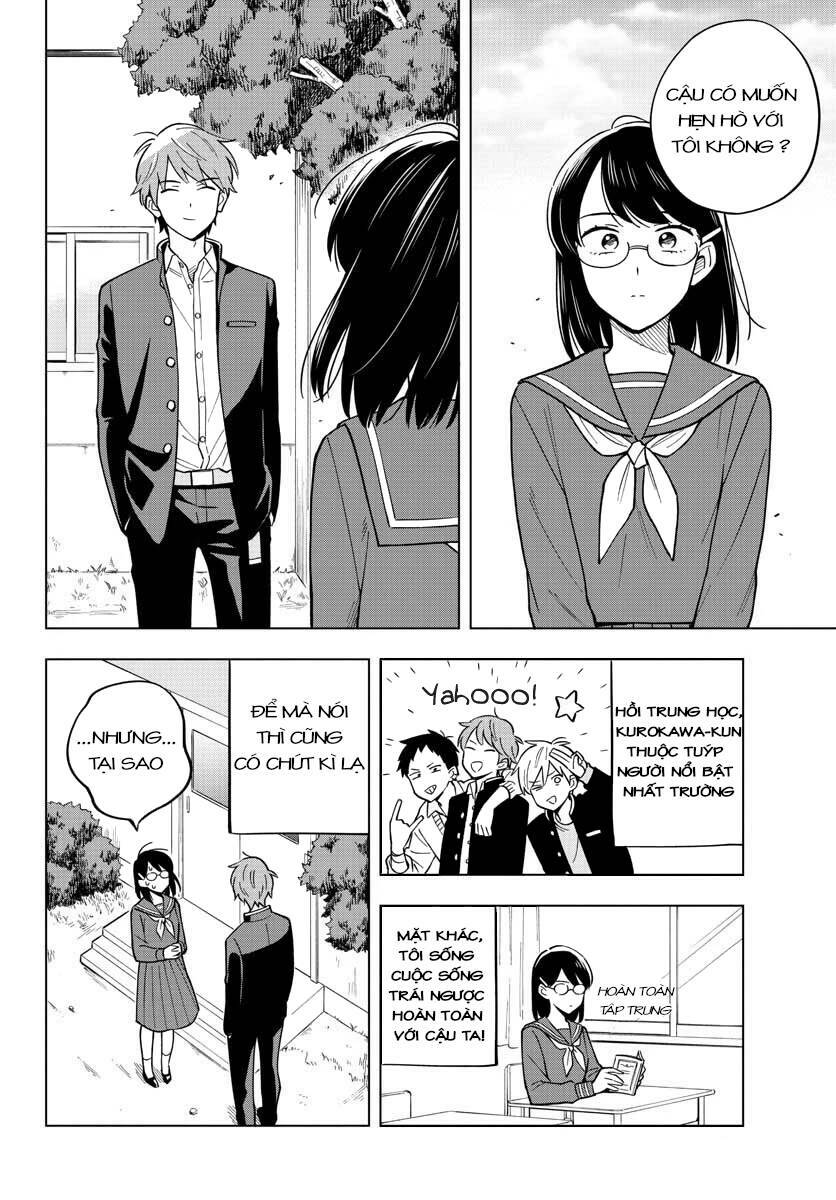 CẬU CÓ MUỐN
HẸN HÒ VỚI
TÔI KHÔNG ?
Yahooo!
HỒI TRUNG HỌC,
KUROKAWA-KUN
THUỘC TUÝP
NGƯỜI NỔI BẬT
NHẤT TRƯỜNG
MẶT KHÁC,
TÔI SỐNG
CUỘC SỐNG
TRÁI NGƯỢC
HOÀN TOÀN
VỚI CẬU TA!
HOÀN TOÀN
TẬP TRUNG
ĐỂ MÀ NÓI
THÌ CŨNG
CÓ CHÚT KÌ LẠ
...NHƯNG...
TẠI SAO